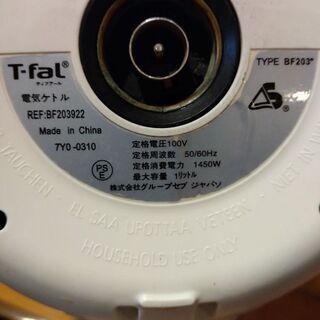 T-fal®
ティファール
電気ケトル
REF:BF203922
Made in China
7Y0-0310
TYPE BF203*
S
PS
E
定格電圧100V
定格周波数 50/60Hz
定格消費電力 1450W
最大容量 1リットル
株式会社グループセブ ジャパン
EL SAA UPOTTAA VETEEN
HOUSEHOLD USE ONLY